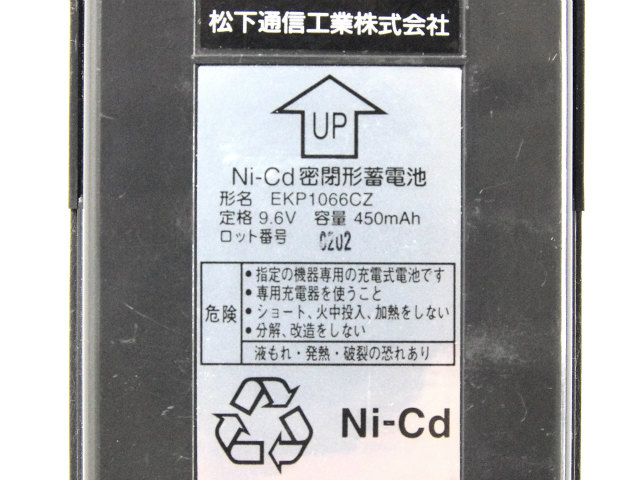 松下通信工業株式会社
UP
Ni-Cd密閉形蓄電池
形名 EKP1066CZ
定格 9.6V 容量 450mAh
ロット番号 0202
危険
・指定の機器専用の充電式電池です
・専用充電器を使うこと
・ショート、火中投入、加熱をしない
・分解、改造をしない
液もれ・発熱・破裂の恐れあり
Ni-Cd